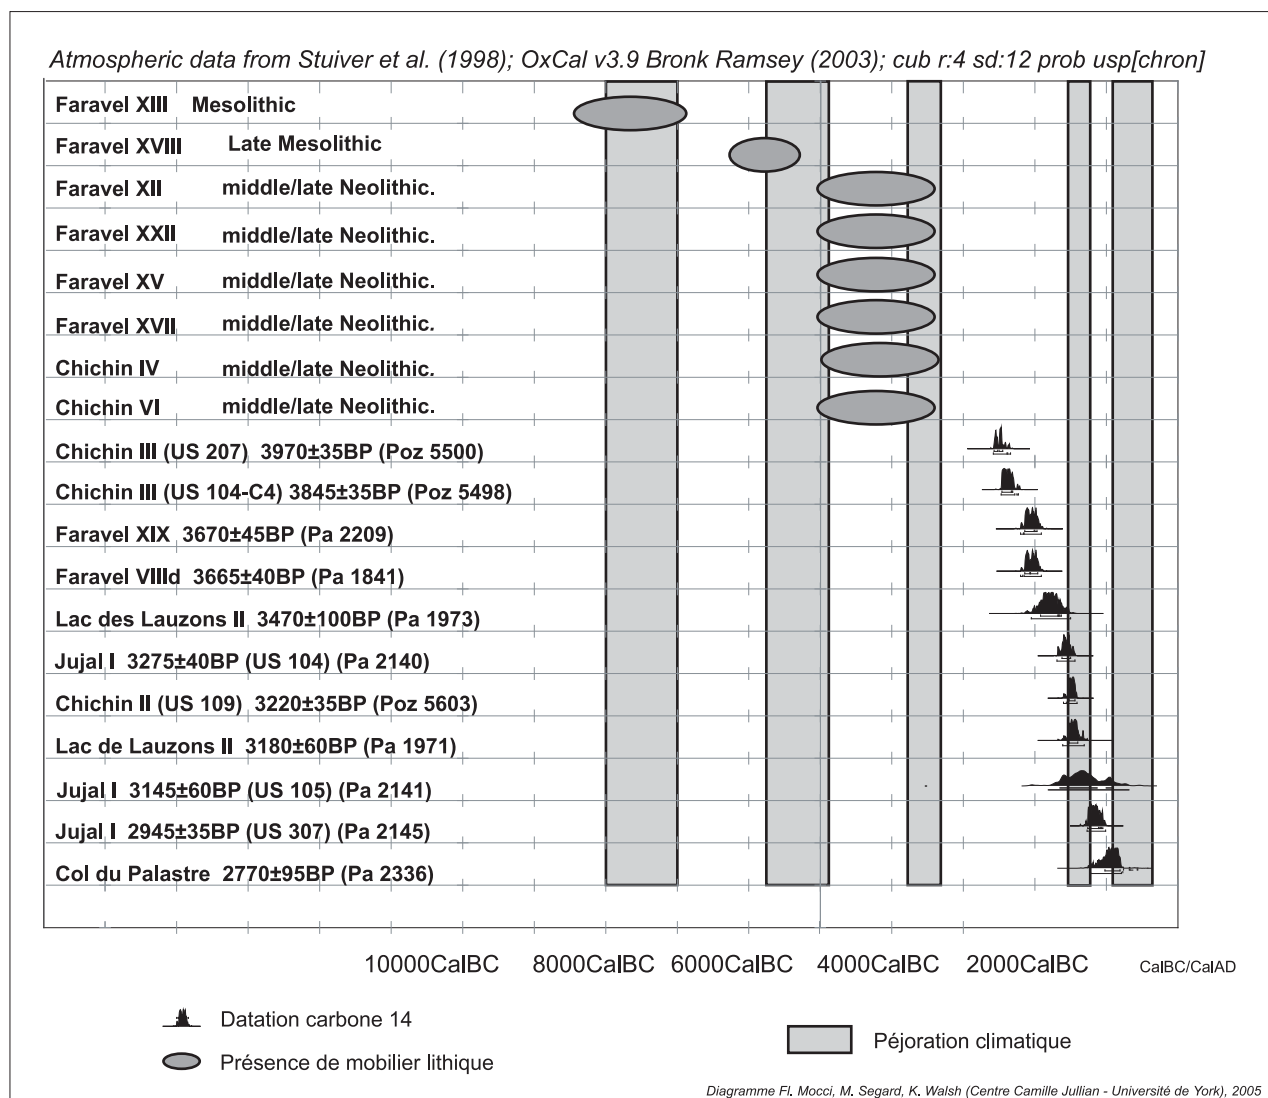 Atmospheric data from Stuiver et al. (1998); OxCal v3.9 Bronk Ramsey (2003); cub r:4 sd:12 prob usp[chron]
Faravel XIII Mesolithic
Faravel XVIII Late Mesolithic
Faravel XII middle/late Neolithic.
Faravel XXII middle/late Neolithic.
Faravel XV middle/late Neolithic.
Faravel XVII middle/late Neolithic.
Chichin IV middle/late Neolithic.
Chichin VI middle/late Neolithic.
Chichin III (US 207) 3970±35BP (Poz 5500)
Chichin III (US 104-C4) 3845±35BP (Poz 5498)
Faravel XIX 3670±45BP (Pa 2209)
Faravel VIIId 3665±40BP (Pa 1841)
Lac des Lauzons II 3470±100BP (Pa 1973)
Jujal I 3275±40BP (US 104) (Pa 2140)
Chichin II (US 109) 3220±35BP (Poz 5603)
Lac de Lauzons II 3180±60BP (Pa 1971)
Jujal I 3145±60BP (US 105) (Pa 2141)
Jujal I 2945±35BP (US 307) (Pa 2145)
Col du Palastre 2770±95BP (Pa 2336)
10000CalBC 8000CalBC 6000CalBC 4000CalBC 2000CalBC CalBC/CalAD
Datation carbone 14
Présence de mobilier lithique
Péjoration climatique
Diagramme Fl. Mocci, M. Segard, K. Walsh (Centre Camille Jullian - Université de York), 2005